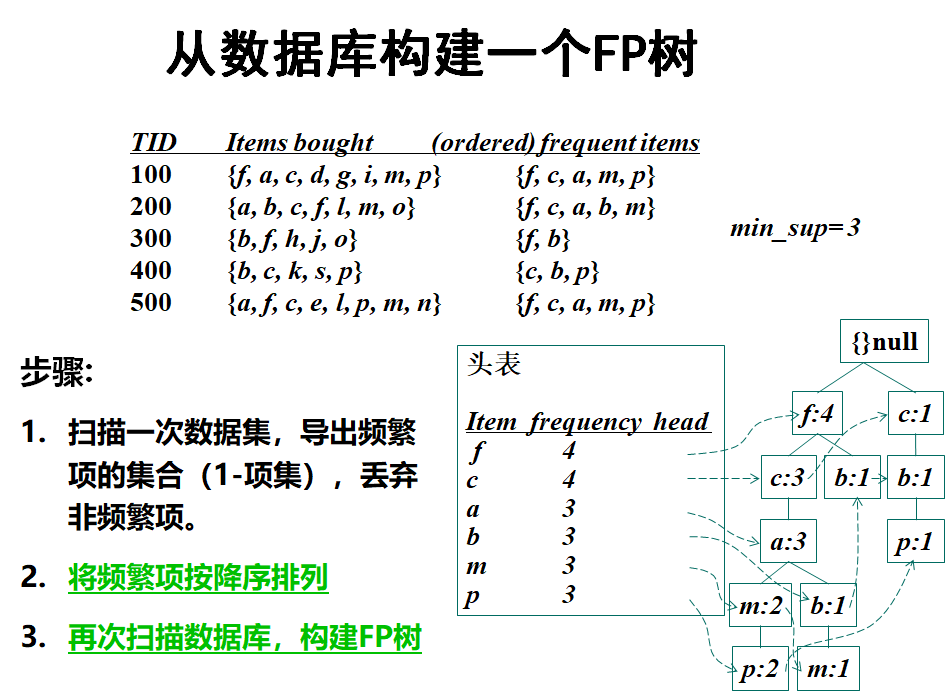 从数据库构建一个FP树
TID Items bought (ordered) frequent items
100 {f, a, c, d, g, i, m, p} {f, c, a, m, p}
200 {a, b, c, f, l, m, o} {f, c, a, b, m}
300 {b, f, h, j, o} {f, b}
400 {b, c, k, s, p} {c, b, p}
500 {a, f, c, e, l, p, m, n} {f, c, a, m, p}
min_sup= 3
步骤:
1. 扫描一次数据集，导出频繁
项的集合（1-项集），丢弃
非频繁项。
2. 将频繁项按降序排列
3. 再次扫描数据库，构建FP树
头表
Item frequency head
f 4
c 4
a 3
b 3
m 3
p 3
{}null
f:4 c:1
c:3 b:1 b:1
a:3 p:1
m:2 b:1
p:2 m:1